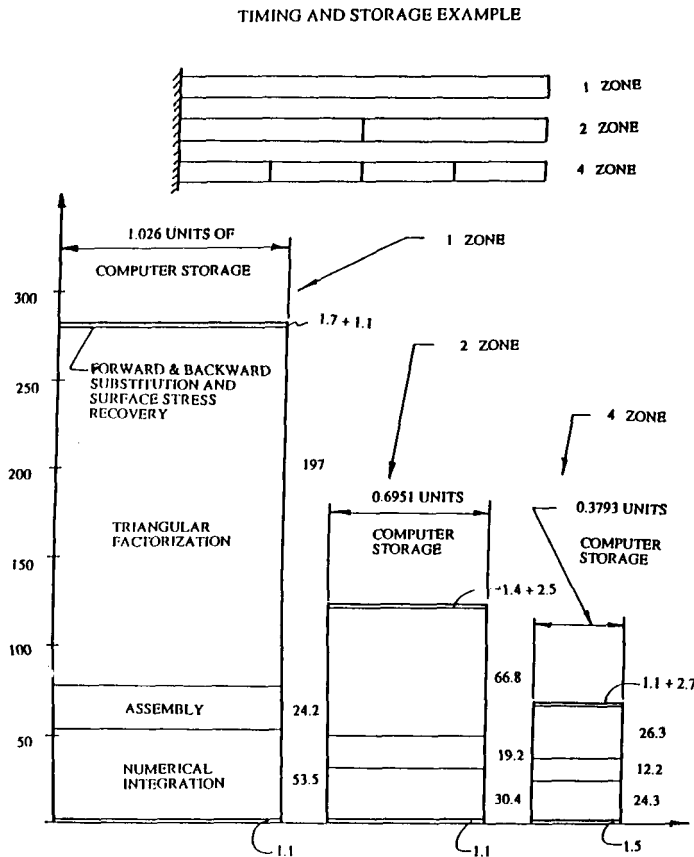 TIMING AND STORAGE EXAMPLE
1 ZONE
2 ZONE
4 ZONE
1.026 UNITS OF
COMPUTER STORAGE
1 ZONE
300
1.7 + 1.1
2 ZONE
FORWARD & BACKWARD
SUBSTITUTION AND
SURFACE STRESS
RECOVERY
250
4 ZONE
200
197
0.6951 UNITS
COMPUTER
STORAGE
0.3793 UNITS
COMPUTER
STORAGE
TRIANGULAR
FACTORIZATION
150
1.4 + 2.5
100
66.8
1.1 + 2.7
ASSEMBLY
24.2
26.3
50
19.2
12.2
NUMERICAL
INTEGRATION
53.5
30.4
24.3
1.1
1.1
1.5